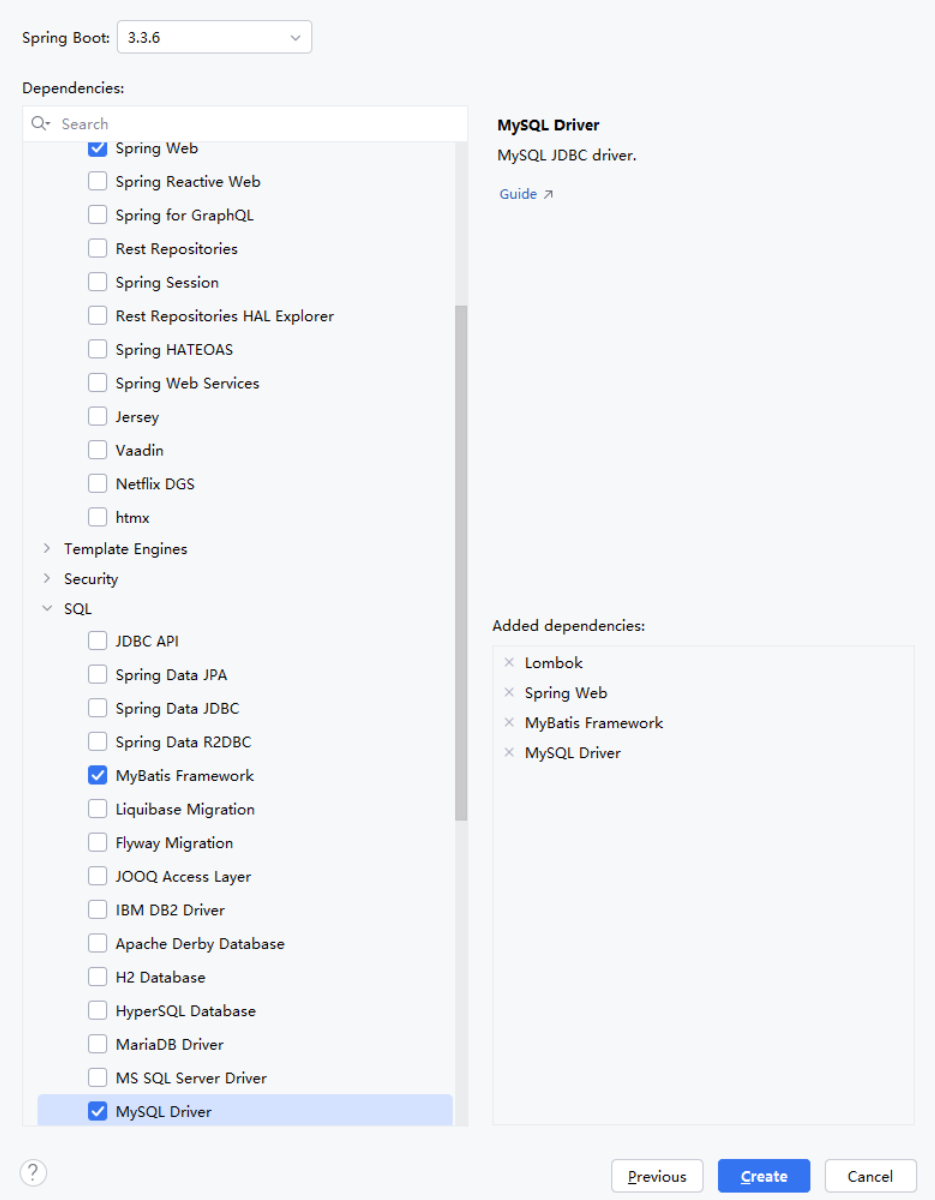 Spring Boot: 3.3.6
Dependencies:
Search
Spring Web
Spring Reactive Web
Spring for GraphQL
Rest Repositories
Spring Session
Rest Repositories HAL Explorer
Spring HATEOAS
Spring Web Services
Jersey
Vaadin
Netflix DGS
htmx
Template Engines
Security
SQL
JDBC API
Spring Data JPA
Spring Data JDBC
Spring Data R2DBC
MyBatis Framework
Liquibase Migration
Flyway Migration
JOOQ Access Layer
IBM DB2 Driver
Apache Derby Database
H2 Database
HyperSQL Database
MariaDB Driver
MS SQL Server Driver
MySQL Driver
MySQL Driver
MySQL JDBC driver.
Guide ↗
Added dependencies:
Lombok
Spring Web
MyBatis Framework
MySQL Driver
? Previous Create Cancel